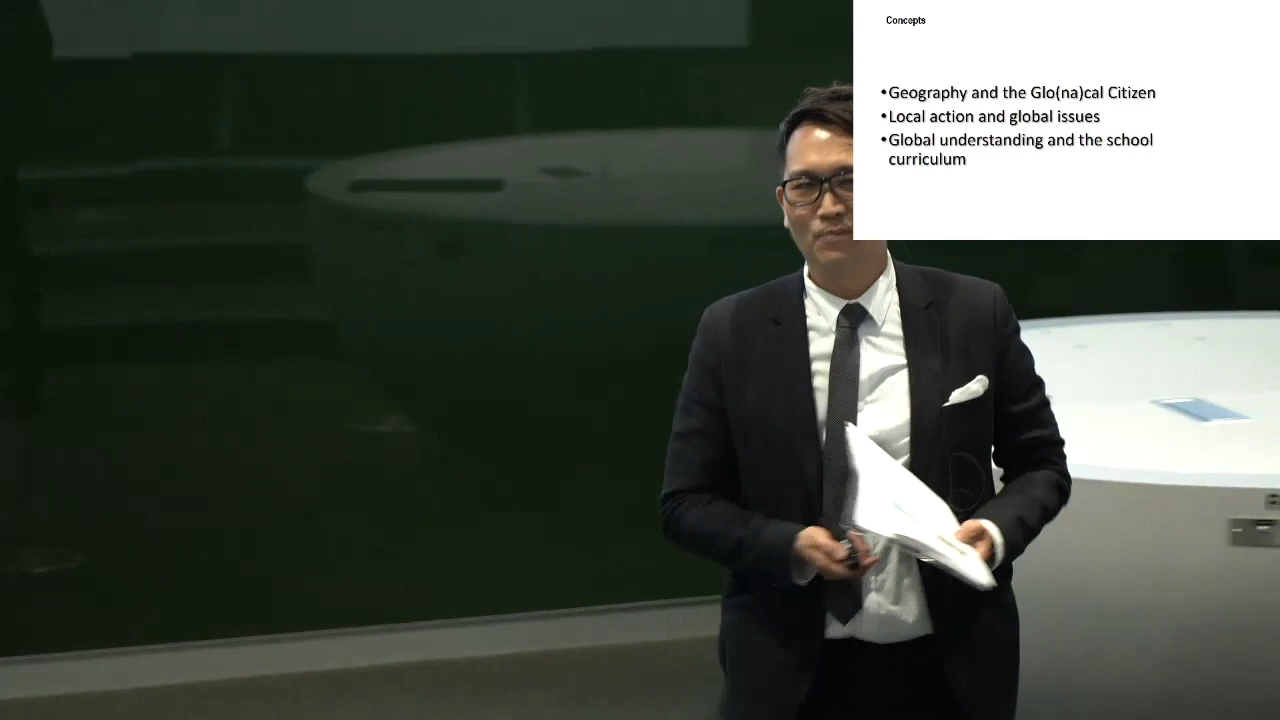 Concepts
•Geography and the Glo(na)cal Citizen
•Local action and global issues
•Global understanding and the school
curriculum